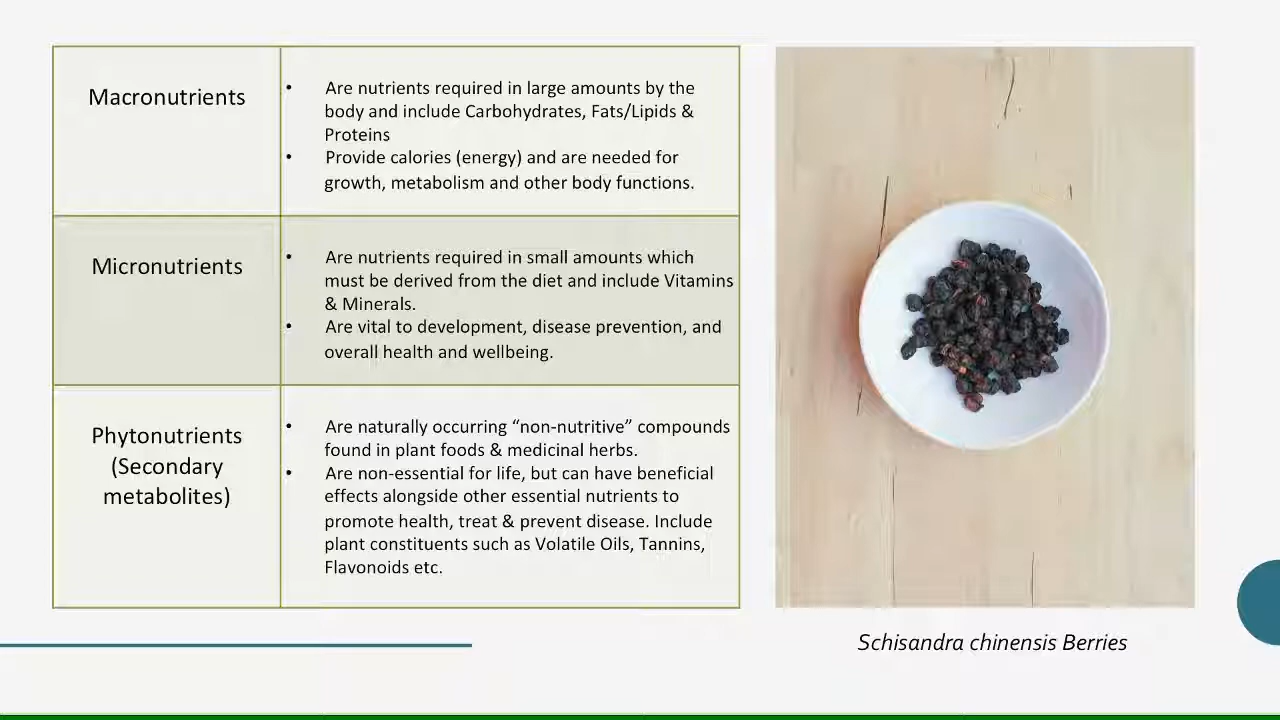 Macronutrients
• Are nutrients required in large amounts by the
body and include Carbohydrates, Fats/Lipids &
Proteins
• Provide calories (energy) and are needed for
growth, metabolism and other body functions.
Micronutrients
• Are nutrients required in small amounts which
must be derived from the diet and include Vitamins
& Minerals.
• Are vital to development, disease prevention, and
overall health and wellbeing.
Phytonutrients
(Secondary
metabolites)
• Are naturally occurring “non-nutritive” compounds
found in plant foods & medicinal herbs.
• Are non-essential for life, but can have beneficial
effects alongside other essential nutrients to
promote health, treat & prevent disease. Include
plant constituents such as Volatile Oils, Tannins,
Flavonoids etc.
Schisandra chinensis Berries